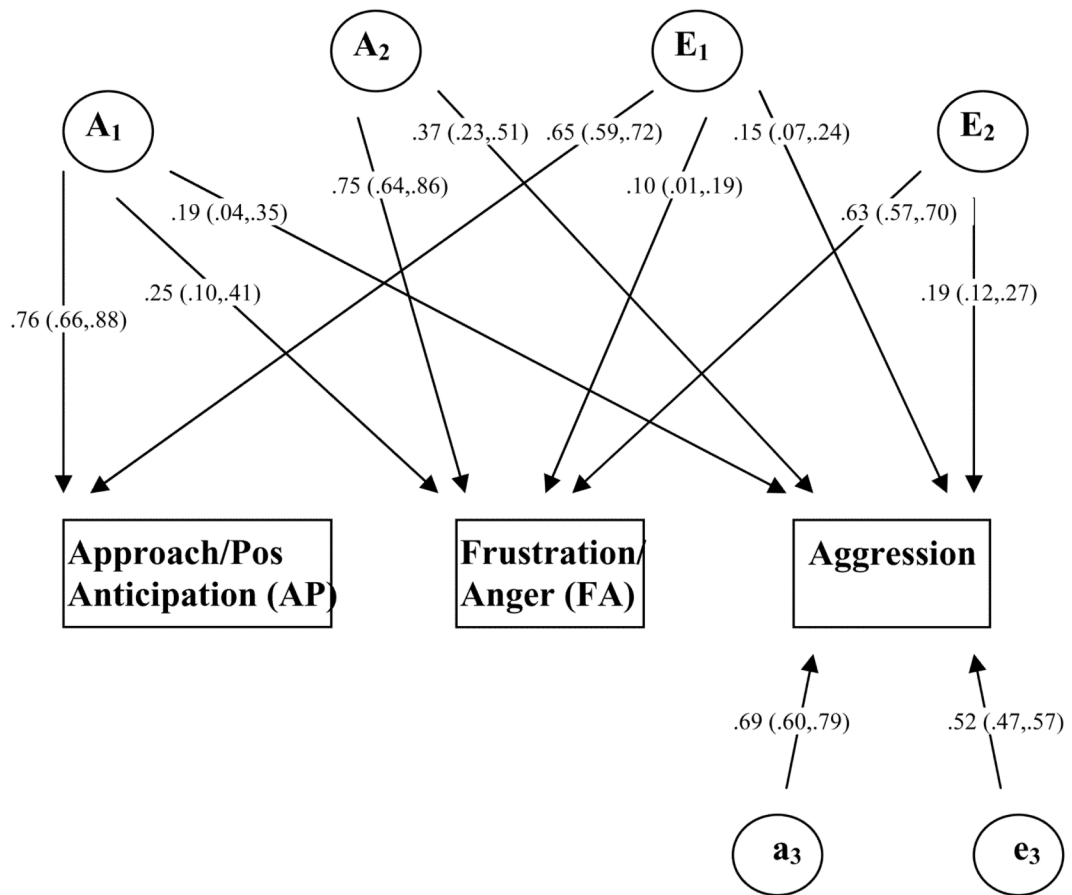 A₂
E₁
A₁
E₂
.37 (.23,.51)
.65 (.59,.72)
.15 (.07,.24)
.75 (.64,.86)
.10 (.01,.19)
.19 (.04,.35)
.63 (.57,.70)
.25 (.10,.41)
.19 (.12,.27)
.76 (.66,.88)
Approach/Pos
Anticipation (AP)
Frustration/
Anger (FA)
Aggression
.69 (.60,.79)
.52 (.47,.57)
a₃
e₃